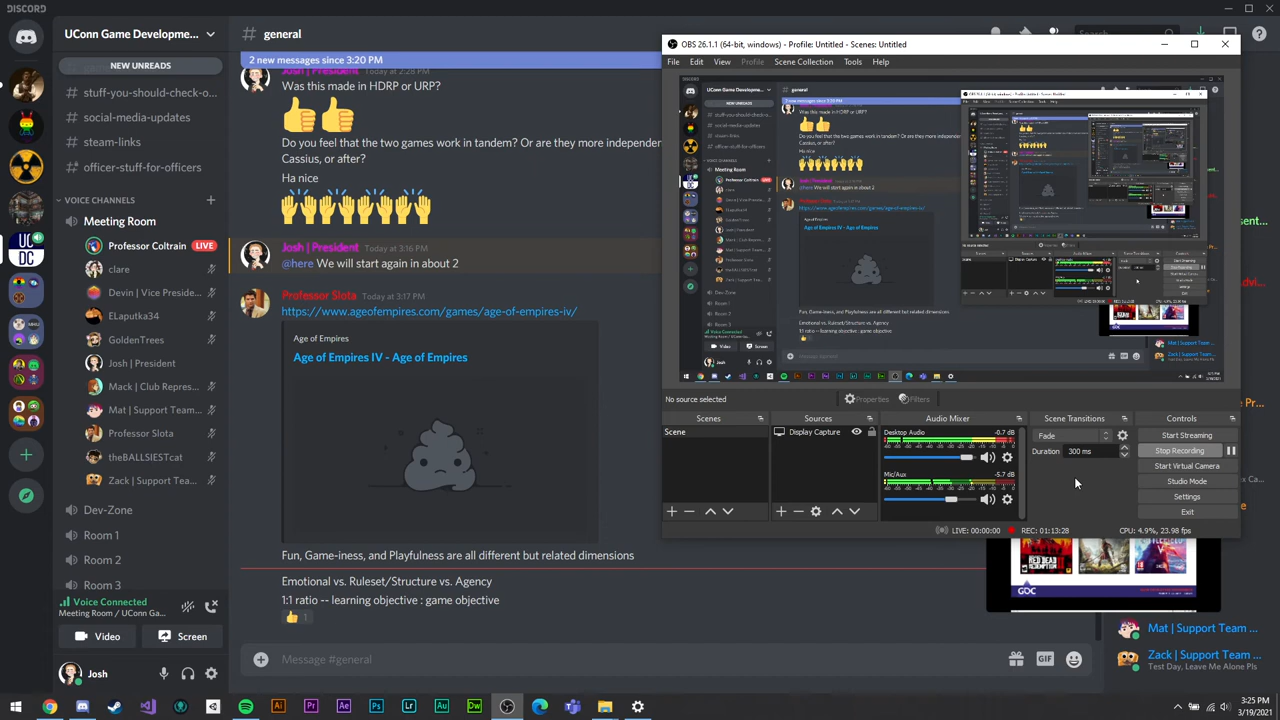 DISCORD
UConn Game Developme...
NEW UNREADS
stuff-you-should-check-o...
steam-links
officer-stuff-for-officers
VOICE CHANNELS
Meeting Room
Professor Coltrain LIVE
clare
Devin | Vice Preside...
ELaputka34
GordonTrees
Josh | President
Mack | Club Repres...
Mat | Support Team...
Professor Slota
theBALLSIESTcat
Zack | Support Tea...
Dev-Zone
Room 1
Room 2
Room 3
Voice Connected
Meeting Room / UConn Ga...
Video
Screen
Josh
general
Search
2 new messages since 3:20 PM
Josh | President Today at 2:28 PM
Was this made in HDRP or URP?
Do you feel that the two games work in tandem? Or are they more independen
Casitus, or after?
Ha nice
Josh | President Today at 3:16 PM
@here We will start again in about 2
Professor Slota Today at 3:17 PM
https://www.ageofempires.com/games/age-of-empires-iv/
Age of Empires
Age of Empires IV - Age of Empires
Fun, Game-iness, and Playfulness are all different but related dimensions
Emotional vs. Ruleset/Structure vs. Agency
1:1 ratio -- learning objective : game objective
1
Message #general
GIF
OBS 26.1.1 (64-bit, windows) - Profile: Untitled - Scenes: Untitled
File Edit View Profile Scene Collection Tools Help
No source selected
Properties
Filters
Scenes
Scene
Sources
Display Capture
Audio Mixer
Desktop Audio -0.7 dB
Mic/Aux -5.7 dB
Scene Transitions
Fade
Duration 300 ms
Controls
Start Streaming
Stop Recording
Start Virtual Camera
Studio Mode
Settings
Exit
LIVE: 00:00:00
REC: 01:13:28
CPU: 4.9%, 23.98 fps
GDC
Mat | Support Team ...
Zack | Support Team ...
Test Day, Leave Me Alone Pls
3:25 PM
3/19/2021